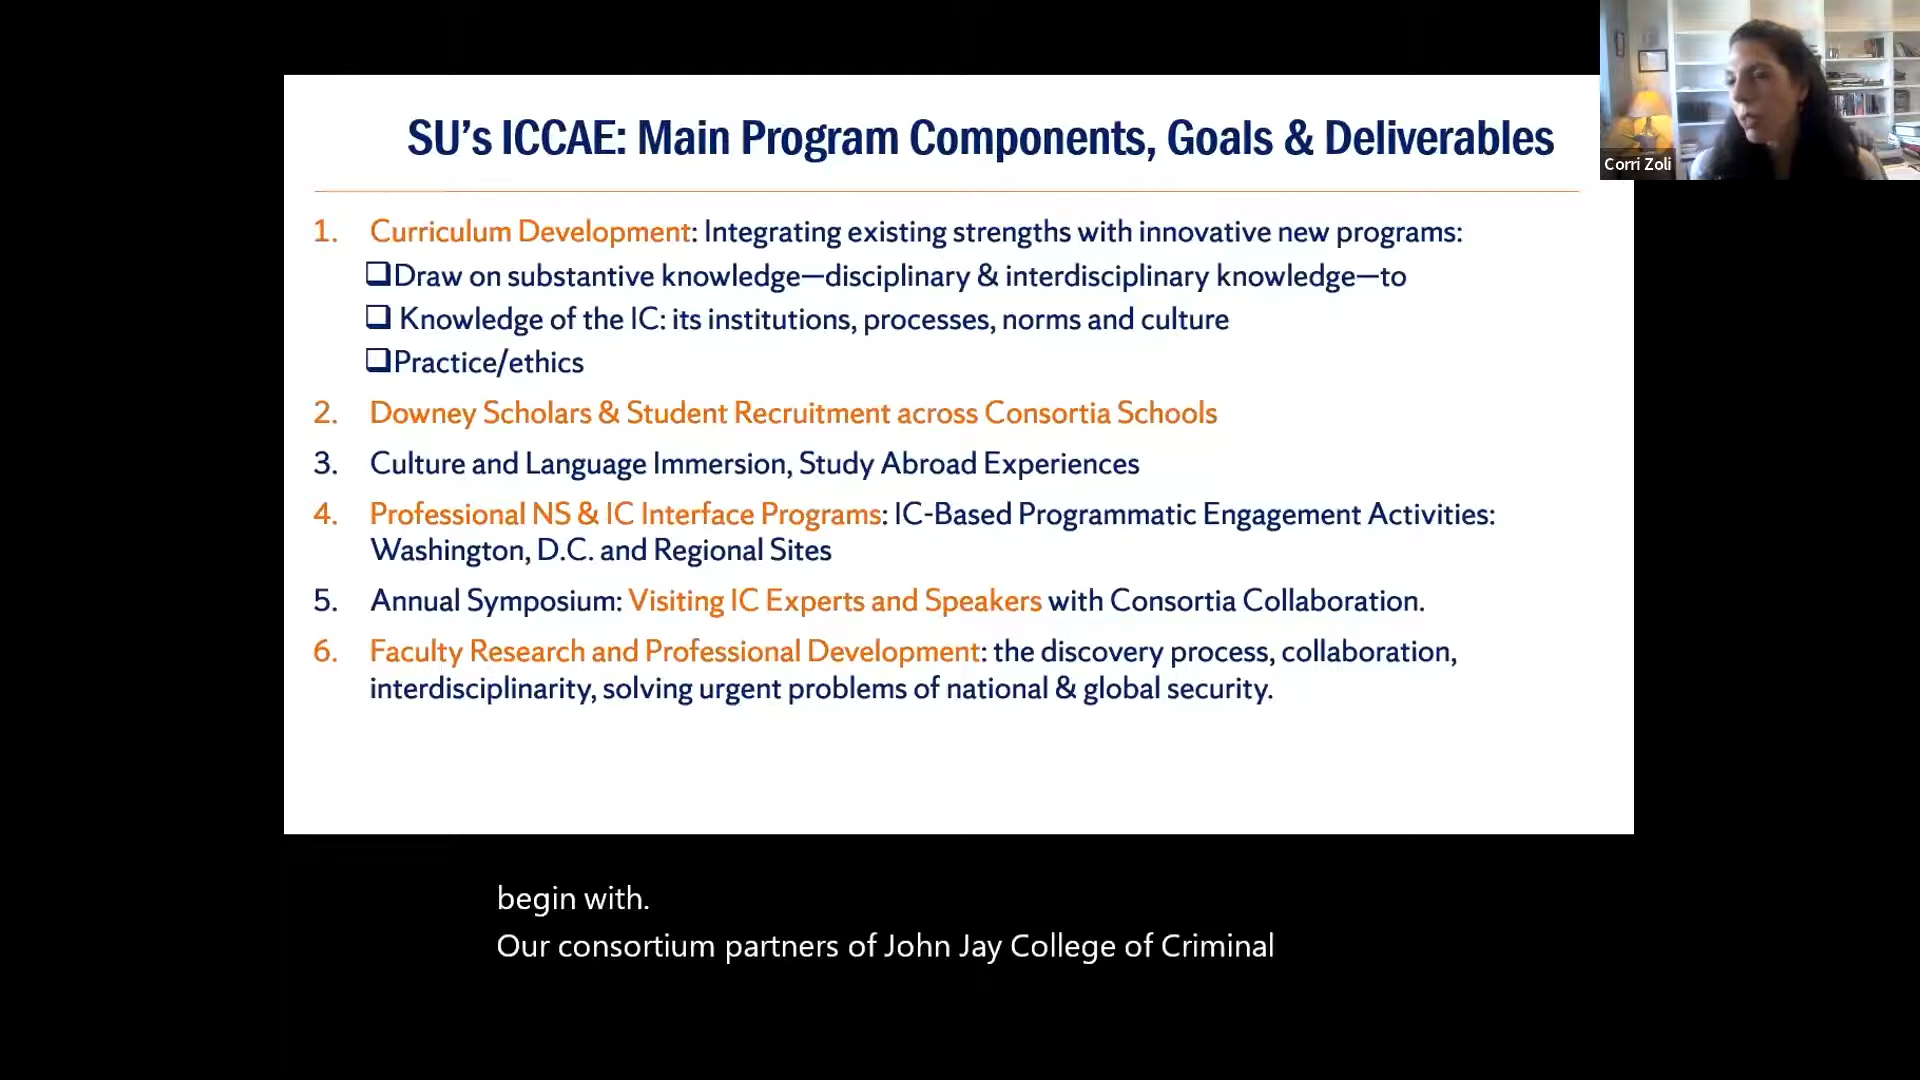 SU's ICCAE: Main Program Components, Goals & Deliverables
Corri Zoli
1. Curriculum Development: Integrating existing strengths with innovative new programs:
❑Draw on substantive knowledge—disciplinary & interdisciplinary knowledge—to
❑ Knowledge of the IC: its institutions, processes, norms and culture
❑Practice/ethics
2. Downey Scholars & Student Recruitment across Consortia Schools
3. Culture and Language Immersion, Study Abroad Experiences
4. Professional NS & IC Interface Programs: IC-Based Programmatic Engagement Activities:
Washington, D.C. and Regional Sites
5. Annual Symposium: Visiting IC Experts and Speakers with Consortia Collaboration.
6. Faculty Research and Professional Development: the discovery process, collaboration,
interdisciplinarity, solving urgent problems of national & global security.
begin with.
Our consortium partners of John Jay College of Criminal